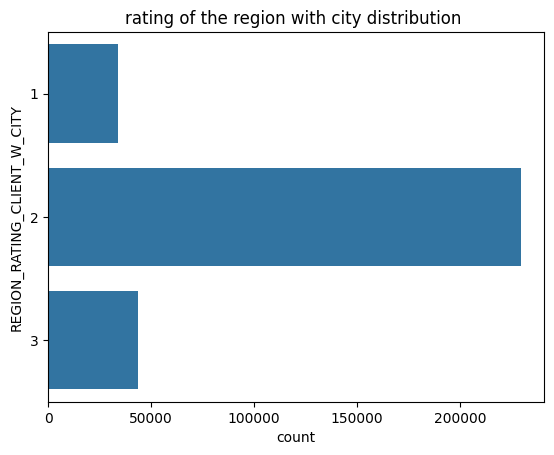 rating of the region with city distribution
REGION_RATING_CLIENT_W_CITY
1
2
3
0 50000 100000 150000 200000
count